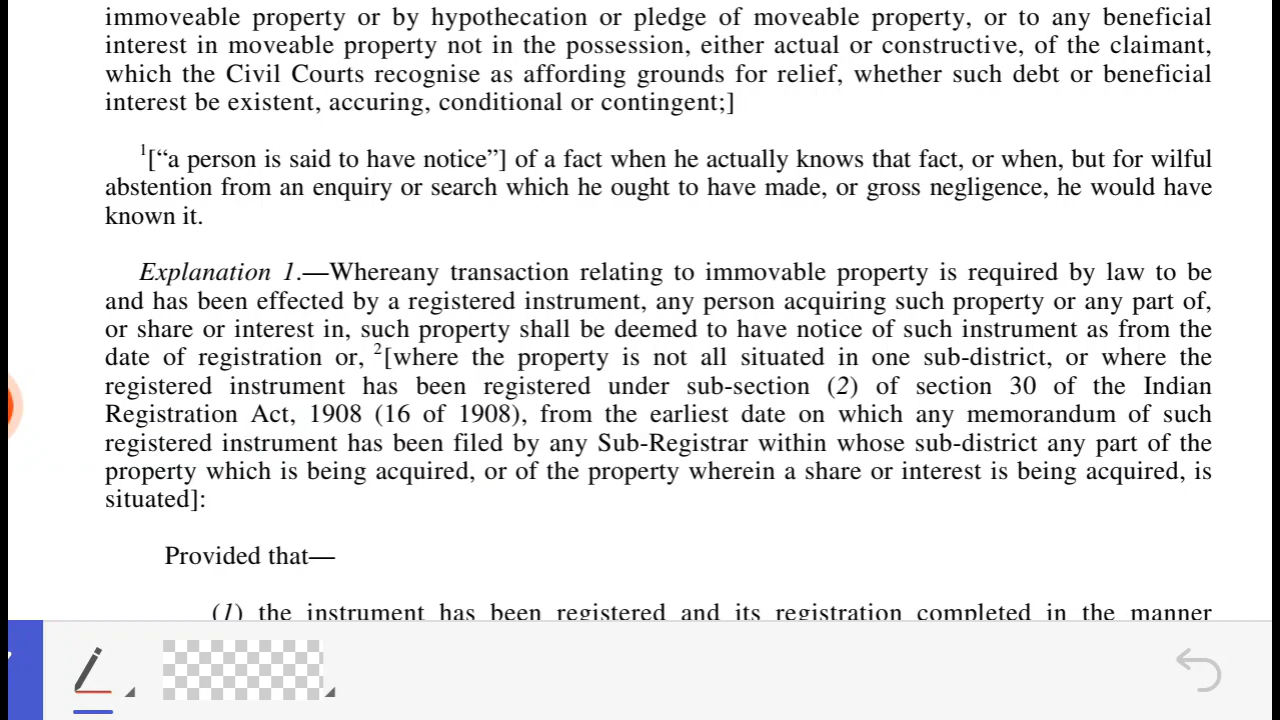 immoveable property or by hypothecation or pledge of moveable property, or to any beneficial
interest in moveable property not in the possession, either actual or constructive, of the claimant,
which the Civil Courts recognise as affording grounds for relief, whether such debt or beneficial
interest be existent, accuring, conditional or contingent;]
1[“a person is said to have notice”] of a fact when he actually knows that fact, or when, but for wilful
abstention from an enquiry or search which he ought to have made, or gross negligence, he would have
known it.
Explanation 1.—Whereany transaction relating to immovable property is required by law to be
and has been effected by a registered instrument, any person acquiring such property or any part of,
or share or interest in, such property shall be deemed to have notice of such instrument as from the
date of registration or, 2[where the property is not all situated in one sub-district, or where the
registered instrument has been registered under sub-section (2) of section 30 of the Indian
Registration Act, 1908 (16 of 1908), from the earliest date on which any memorandum of such
registered instrument has been filed by any Sub-Registrar within whose sub-district any part of the
property which is being acquired, or of the property wherein a share or interest is being acquired, is
situated]:
Provided that—
(1) the instrument has been registered and its registration completed in the manner